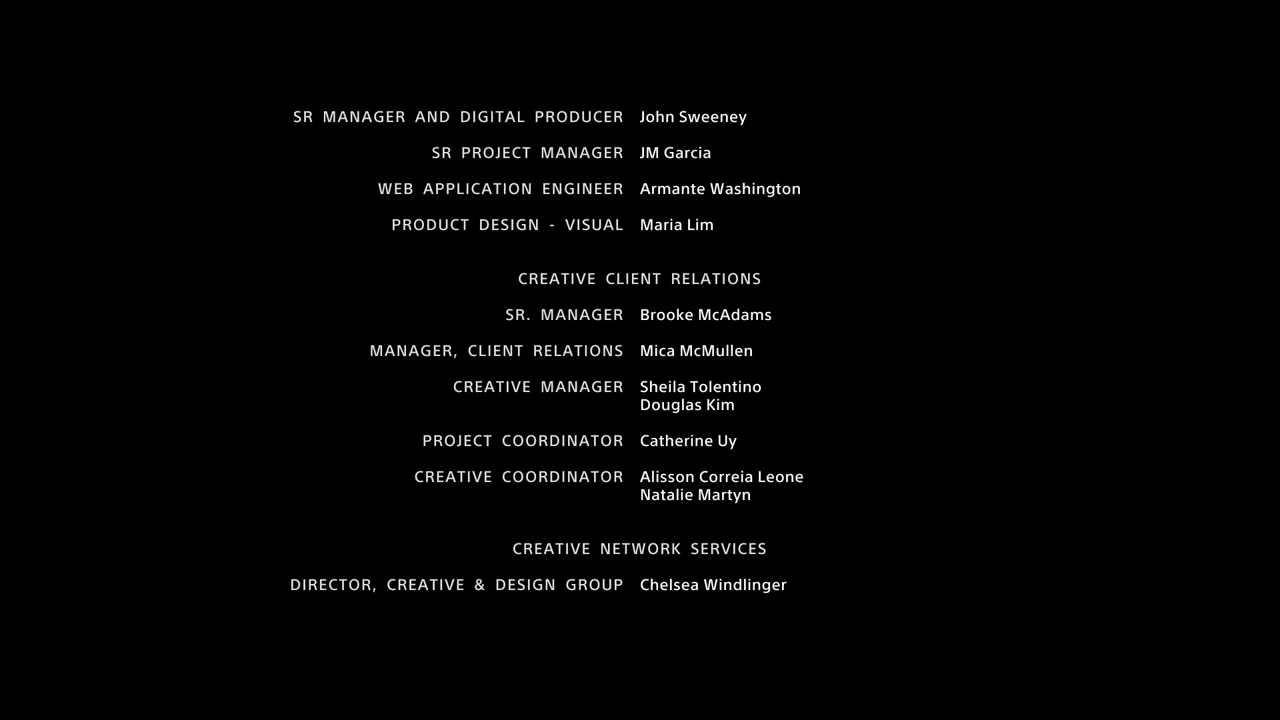 SR MANAGER AND DIGITAL PRODUCER John Sweeney
SR PROJECT MANAGER JM Garcia
WEB APPLICATION ENGINEER Armante Washington
PRODUCT DESIGN - VISUAL Maria Lim
CREATIVE CLIENT RELATIONS
SR. MANAGER Brooke McAdams
MANAGER, CLIENT RELATIONS Mica McMullen
CREATIVE MANAGER Sheila Tolentino
Douglas Kim
PROJECT COORDINATOR Catherine Uy
CREATIVE COORDINATOR Alisson Correia Leone
Natalie Martyn
CREATIVE NETWORK SERVICES
DIRECTOR, CREATIVE & DESIGN GROUP Chelsea Windlinger